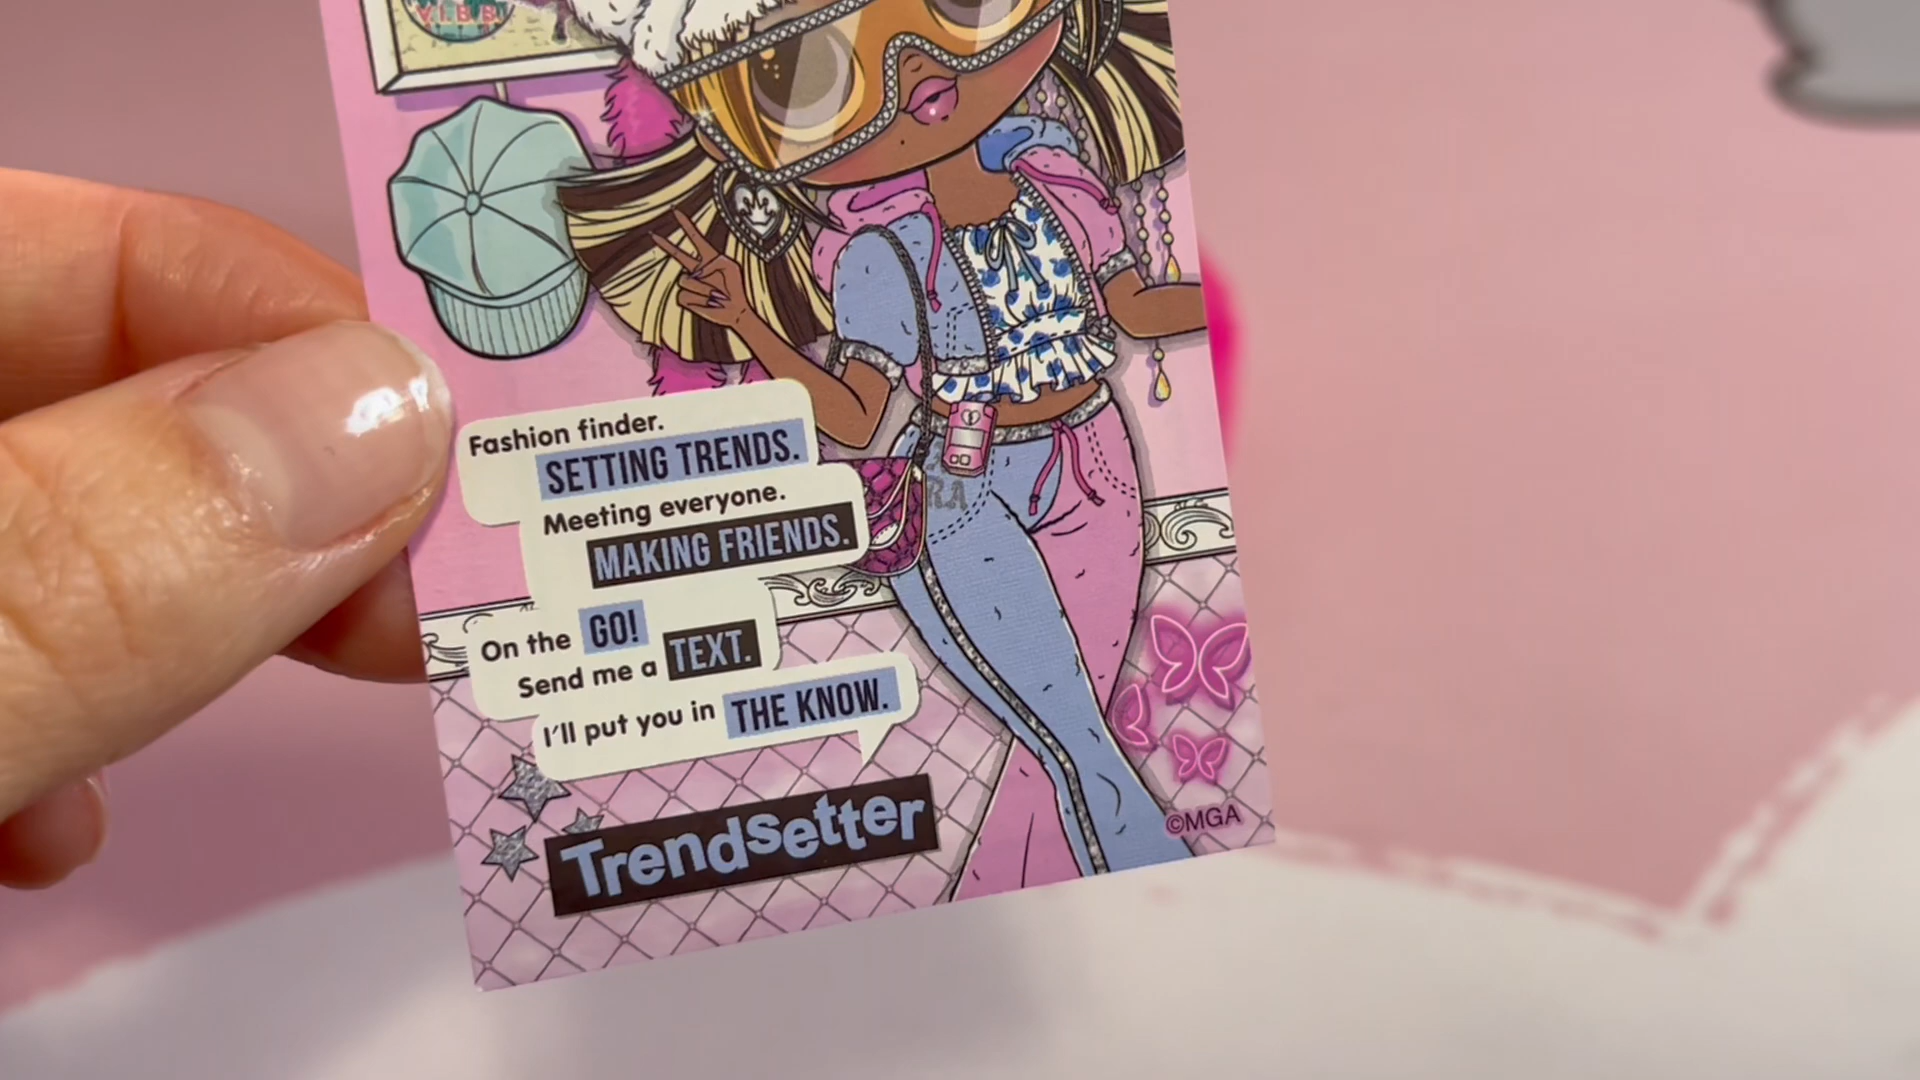 V.I.B.B
Fashion finder.
SETTING TRENDS.
Meeting everyone.
MAKING FRIENDS.
On the GO!
Send me a TEXT.
I'll put you in THE KNOW.
Trendsetter
RA
©MGA